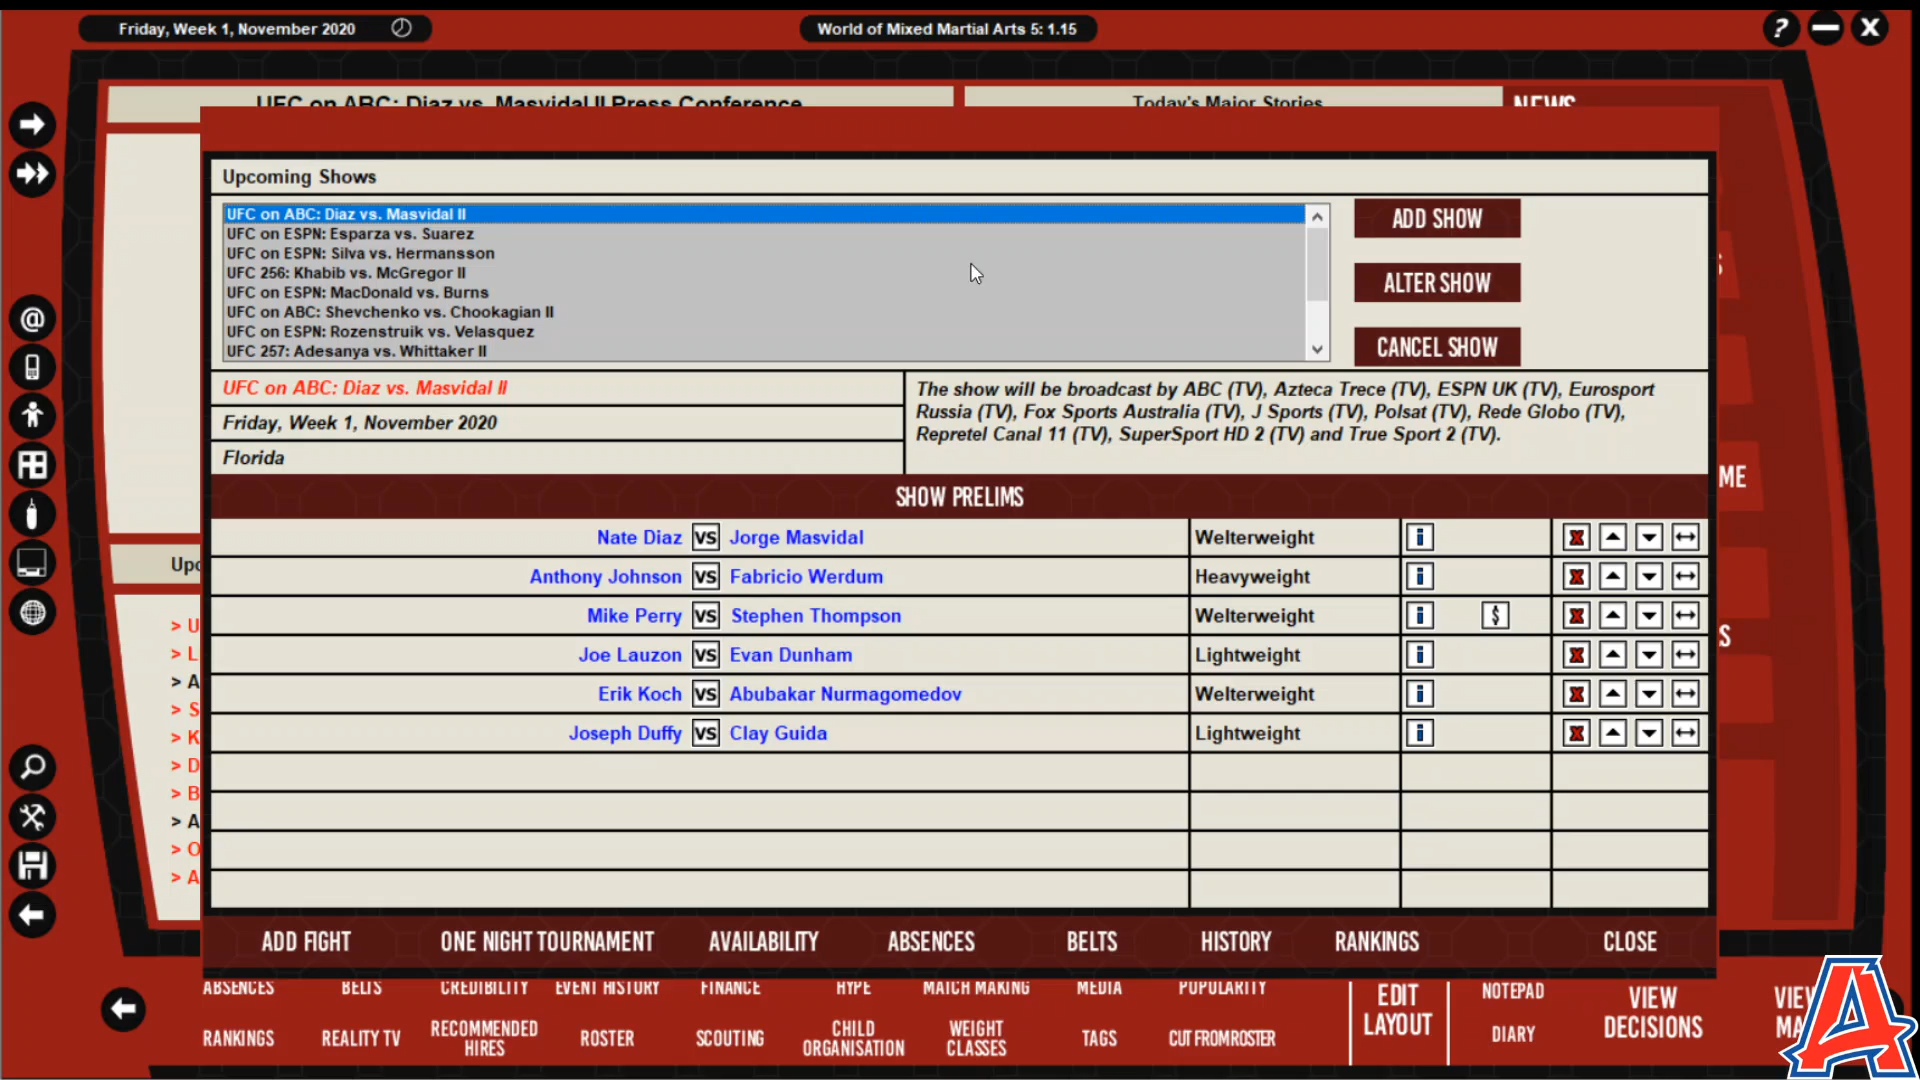 Friday, Week 1, November 2020
World of Mixed Martial Arts 5: 1.15
?
X
UFC on ABC: Diaz vs. Masvidal II Press Conference
Today's Major Stories
NEWS
Upcoming Shows
UFC on ABC: Diaz vs. Masvidal II
UFC on ESPN: Esparza vs. Suarez
UFC on ESPN: Silva vs. Hermansson
UFC 256: Khabib vs. McGregor II
UFC on ESPN: MacDonald vs. Burns
UFC on ABC: Shevchenko vs. Chookagian II
UFC on ESPN: Rozenstruik vs. Velasquez
UFC 257: Adesanya vs. Whittaker II
ADD SHOW
ALTER SHOW
CANCEL SHOW
UFC on ABC: Diaz vs. Masvidal II
Friday, Week 1, November 2020
Florida
The show will be broadcast by ABC (TV), Azteca Trece (TV), ESPN UK (TV), Eurosport
Russia (TV), Fox Sports Australia (TV), J Sports (TV), Polsat (TV), Rede Globo (TV),
Repretel Canal 11 (TV), SuperSport HD 2 (TV) and True Sport 2 (TV).
SHOW PRELIMS
Nate Diaz VS Jorge Masvidal Welterweight i X
Anthony Johnson VS Fabricio Werdum Heavyweight i X
Mike Perry VS Stephen Thompson Welterweight i $ X
Joe Lauzon VS Evan Dunham Lightweight i X
Erik Koch VS Abubakar Nurmagomedov Welterweight i X
Joseph Duffy VS Clay Guida Lightweight i X
@
Upc
> U
> L
> A
> S
> K
> D
> B
> A
> O
> A
S
ME
S
ADD FIGHT ONE NIGHT TOURNAMENT AVAILABILITY ABSENCES BELTS HISTORY RANKINGS CLOSE
ABSENCES BELTS CREDIBILITY EVENT HISTORY FINANCE HYPE MATCH MAKING MEDIA POPULARITY
RANKINGS REALITY TV RECOMMENDED HIRES ROSTER SCOUTING CHILD ORGANISATION WEIGHT CLASSES TAGS CUT FROM ROSTER
EDIT
LAYOUT
NOTEPAD
DIARY
VIEW
DECISIONS
VIEW
MA
A